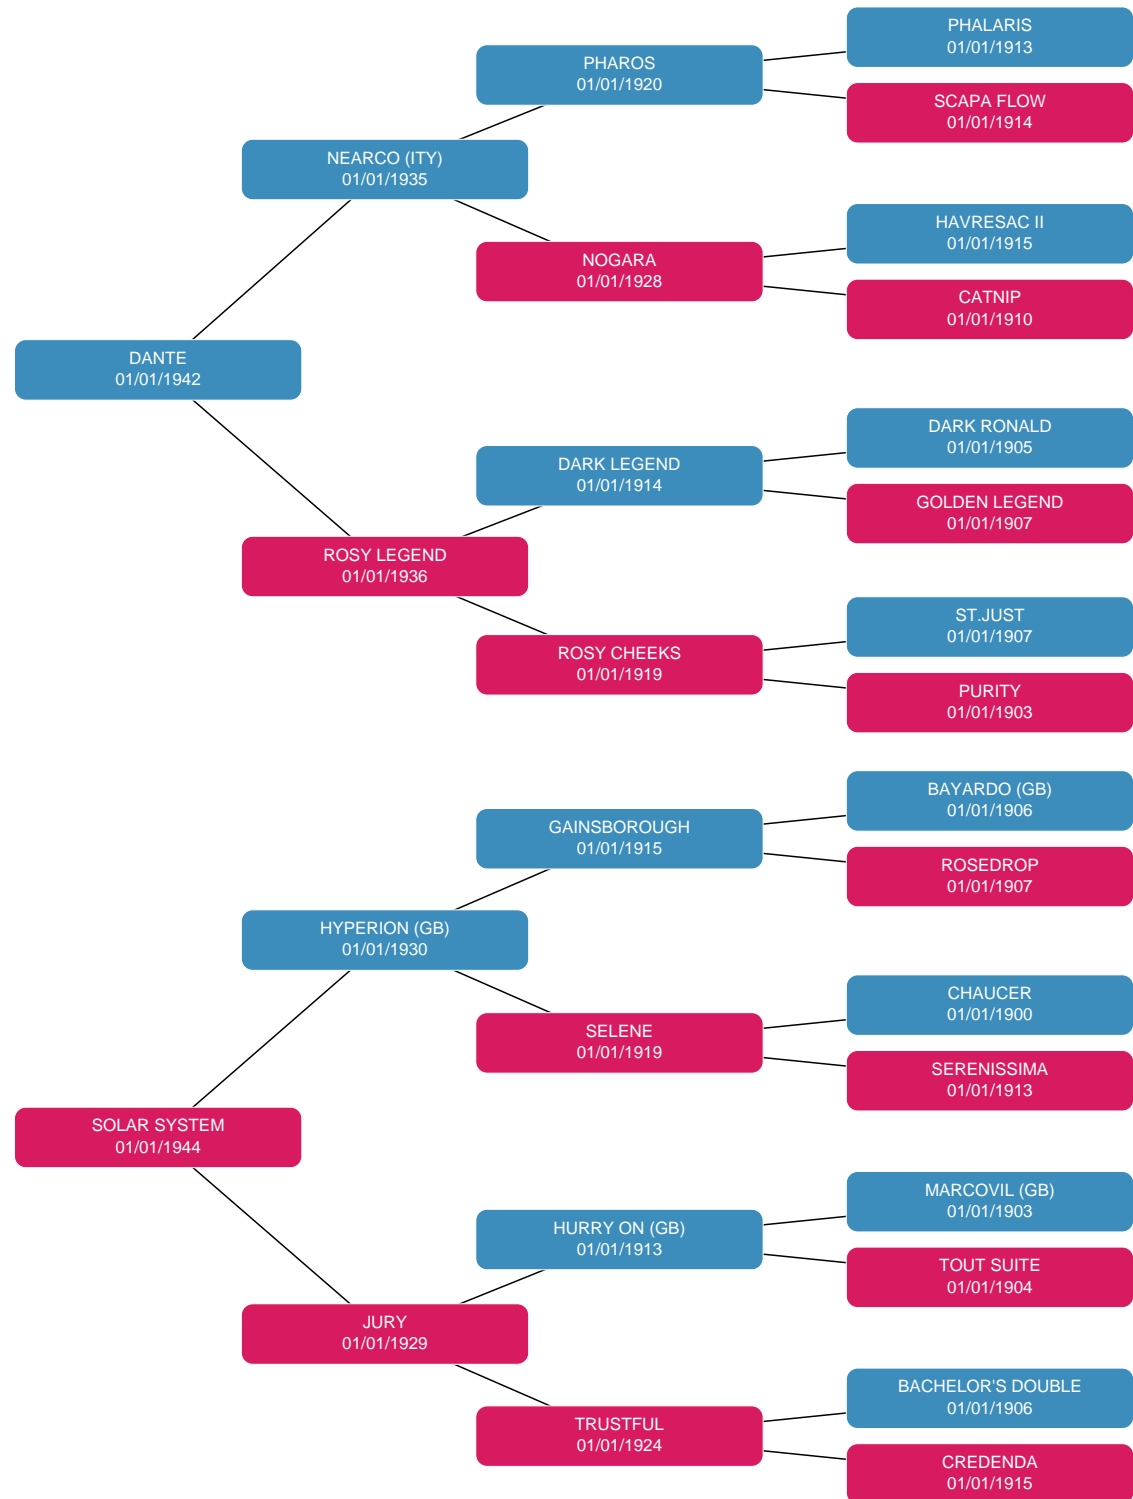 PHALARIS
01/01/1913
PHAROS
01/01/1920
SCAPA FLOW
01/01/1914
NEARCO (ITY)
01/01/1935
HAVRESAC II
01/01/1915
NOGARA
01/01/1928
CATNIP
01/01/1910
DANTE
01/01/1942
DARK RONALD
01/01/1905
DARK LEGEND
01/01/1914
GOLDEN LEGEND
01/01/1907
ROSY LEGEND
01/01/1936
ST.JUST
01/01/1907
ROSY CHEEKS
01/01/1919
PURITY
01/01/1903
BAYARDO (GB)
01/01/1906
GAINSBOROUGH
01/01/1915
ROSEDROP
01/01/1907
HYPERION (GB)
01/01/1930
CHAUCER
01/01/1900
SELENE
01/01/1919
SERENISSIMA
01/01/1913
SOLAR SYSTEM
01/01/1944
MARCOVIL (GB)
01/01/1903
HURRY ON (GB)
01/01/1913
TOUT SUITE
01/01/1904
JURY
01/01/1929
BACHELOR'S DOUBLE
01/01/1906
TRUSTFUL
01/01/1924
CREDENDA
01/01/1915